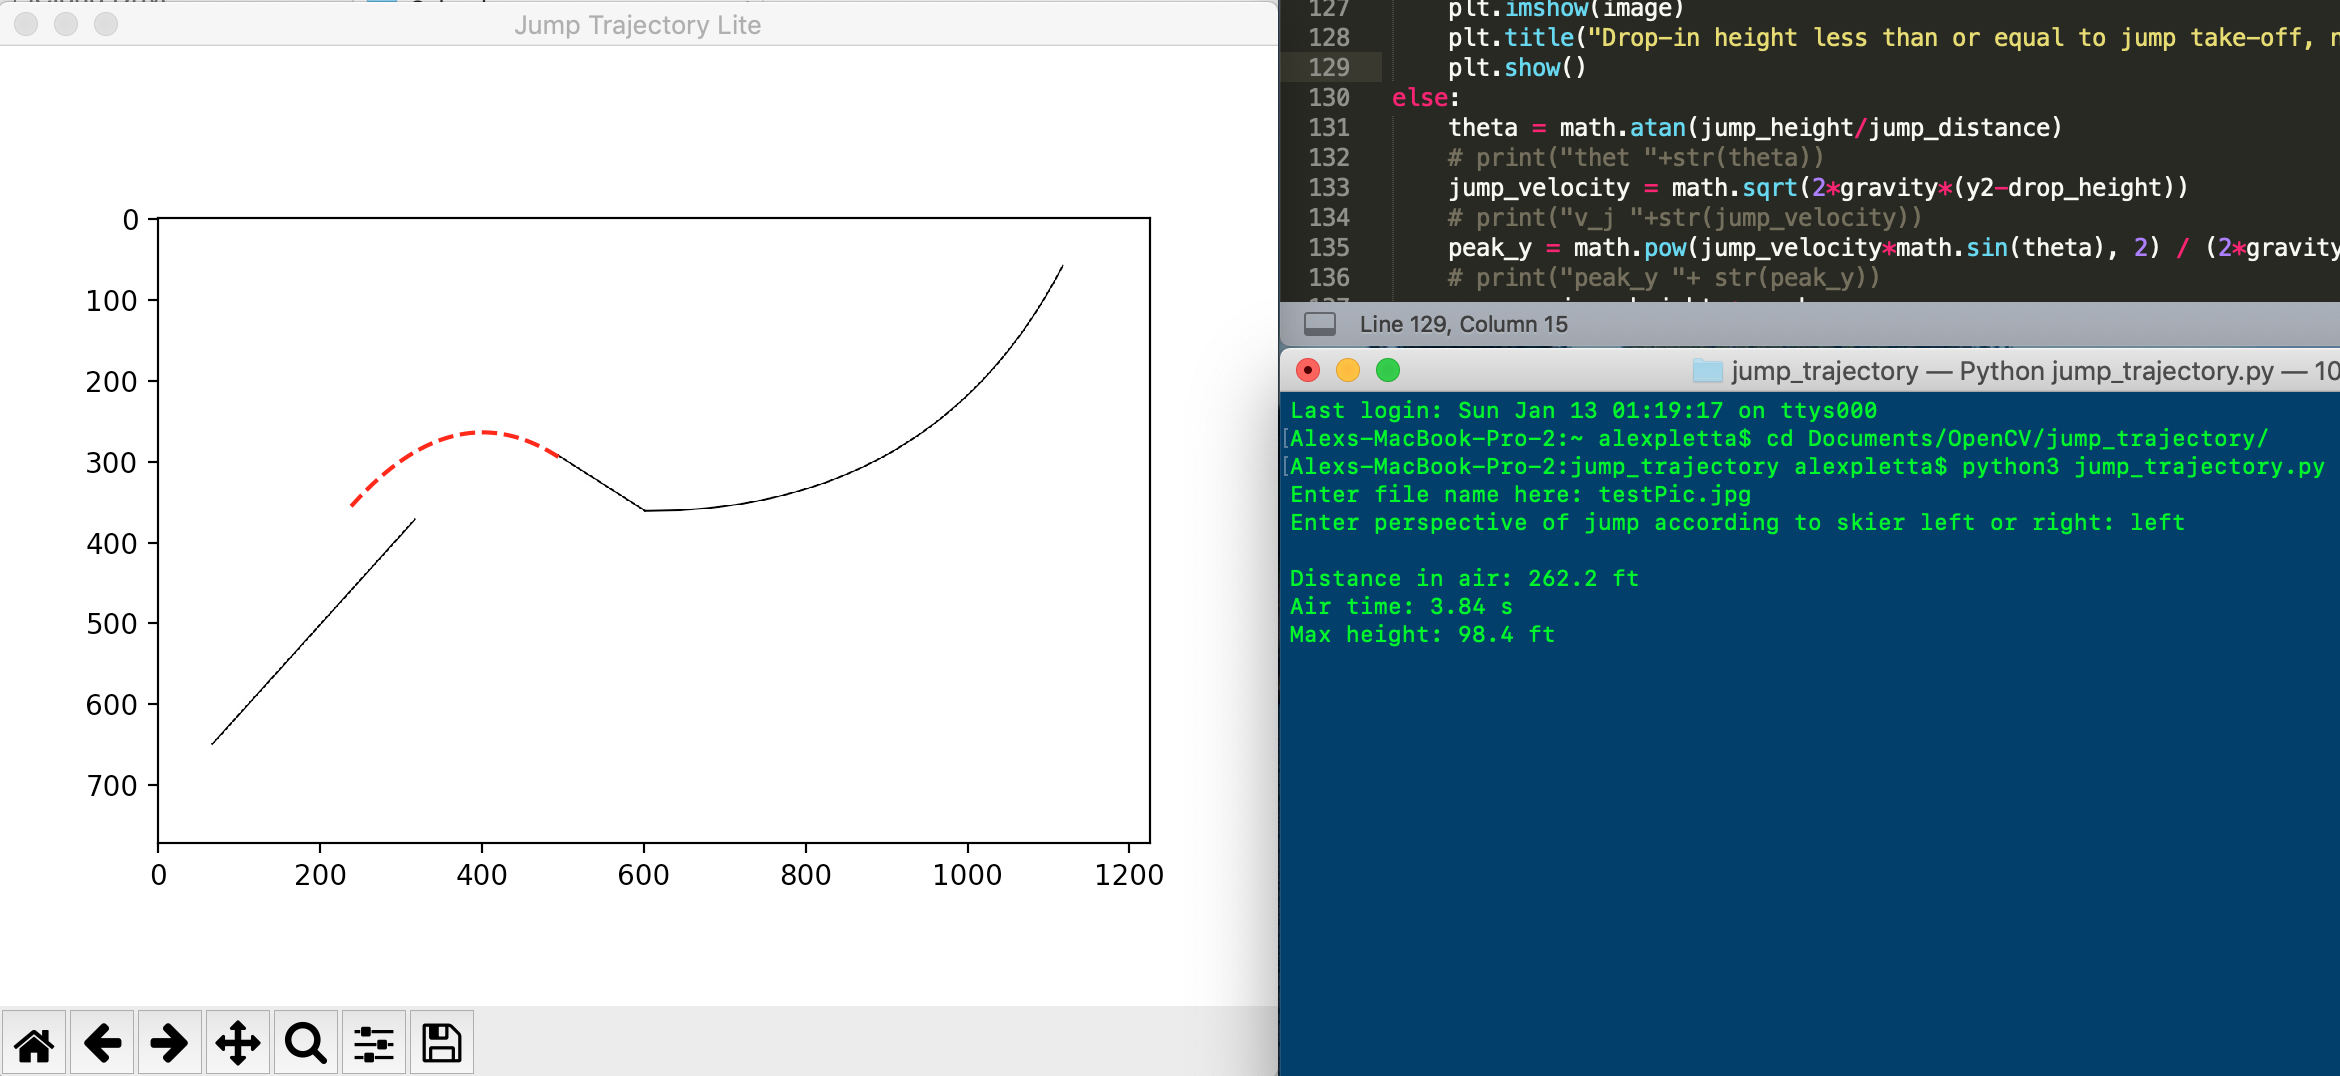 Jump Trajectory Lite
0
100
200
300
400
500
600
700
0 200 400 600 800 1000 1200
127 plt.imshow(image)
128 plt.title("Drop-in height less than or equal to jump take-off,
129 plt.show()
130 else:
131 theta = math.atan(jump_height/jump_distance)
132 # print("thet "+str(theta))
133 jump_velocity = math.sqrt(2*gravity*(y2-drop_height))
134 # print("v_j "+str(jump_velocity))
135 peak_y = math.pow(jump_velocity*math.sin(theta), 2) / (2*gravity
136 # print("peak_y "+ str(peak_y))
Line 129, Column 15
jump_trajectory — Python jump_trajectory.py — 10
Last login: Sun Jan 13 01:19:17 on ttys000
[Alexs-MacBook-Pro-2:~ alexpletta$ cd Documents/OpenCV/jump_trajectory/
[Alexs-MacBook-Pro-2:jump_trajectory alexpletta$ python3 jump_trajectory.py
Enter file name here: testPic.jpg
Enter perspective of jump according to skier left or right: left
Distance in air: 262.2 ft
Air time: 3.84 s
Max height: 98.4 ft